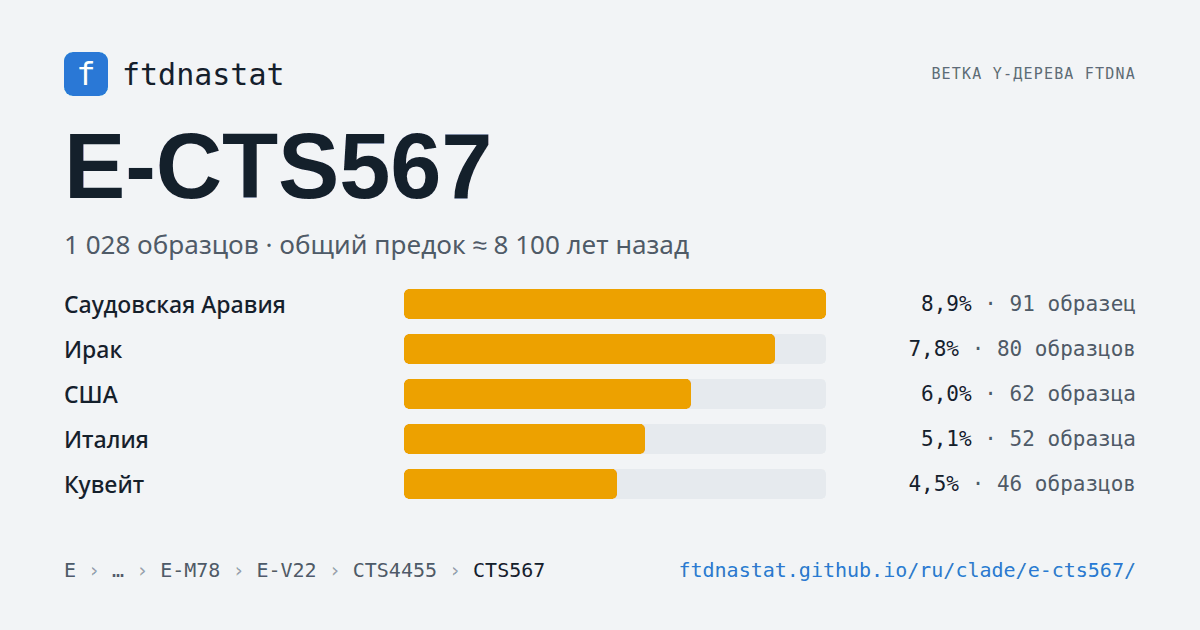 f ftdnastat
ВЕТКА Y-ДЕРЕВА FTDNA
E-CTS567
1 028 образцов · общий предок ≈ 8 100 лет назад
Саудовская Аравия 8,9% · 91 образец
Ирак 7,8% · 80 образцов
США 6,0% · 62 образца
Италия 5,1% · 52 образца
Кувейт 4,5% · 46 образцов
E › … › E-M78 › E-V22 › CTS4455 › CTS567
ftdnastat.github.io/ru/clade/e-cts567/